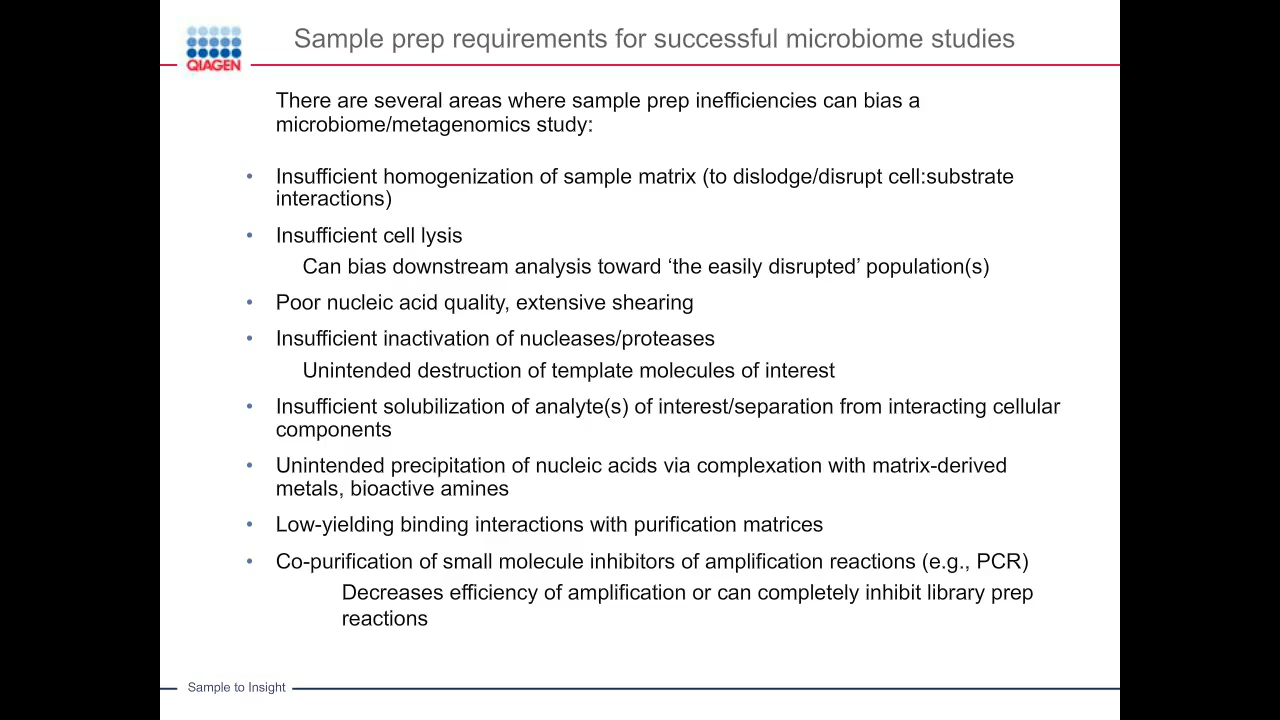 Sample prep requirements for successful microbiome studies
QIAGEN
There are several areas where sample prep inefficiencies can bias a
microbiome/metagenomics study:
• Insufficient homogenization of sample matrix (to dislodge/disrupt cell:substrate
interactions)
• Insufficient cell lysis
Can bias downstream analysis toward ‘the easily disrupted’ population(s)
• Poor nucleic acid quality, extensive shearing
• Insufficient inactivation of nucleases/proteases
Unintended destruction of template molecules of interest
• Insufficient solubilization of analyte(s) of interest/separation from interacting cellular
components
• Unintended precipitation of nucleic acids via complexation with matrix-derived
metals, bioactive amines
• Low-yielding binding interactions with purification matrices
• Co-purification of small molecule inhibitors of amplification reactions (e.g., PCR)
Decreases efficiency of amplification or can completely inhibit library prep
reactions
Sample to Insight